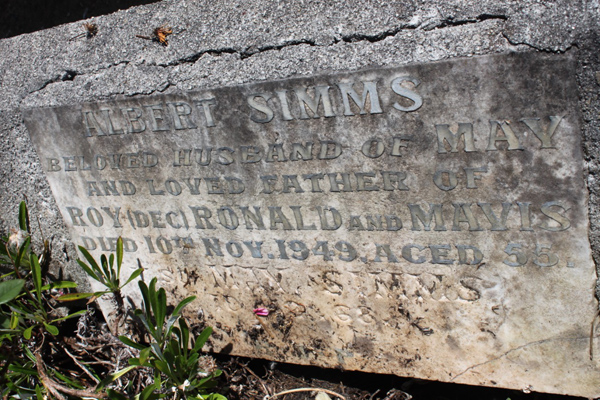 ALBERT SIMMS
BELOVED HUSBAND OF MAY
AND LOVED FATHER OF
ROY (DEC) RONALD AND MAVIS
DIED 10TH NOV. 1949. AGED 55.
SIMMS